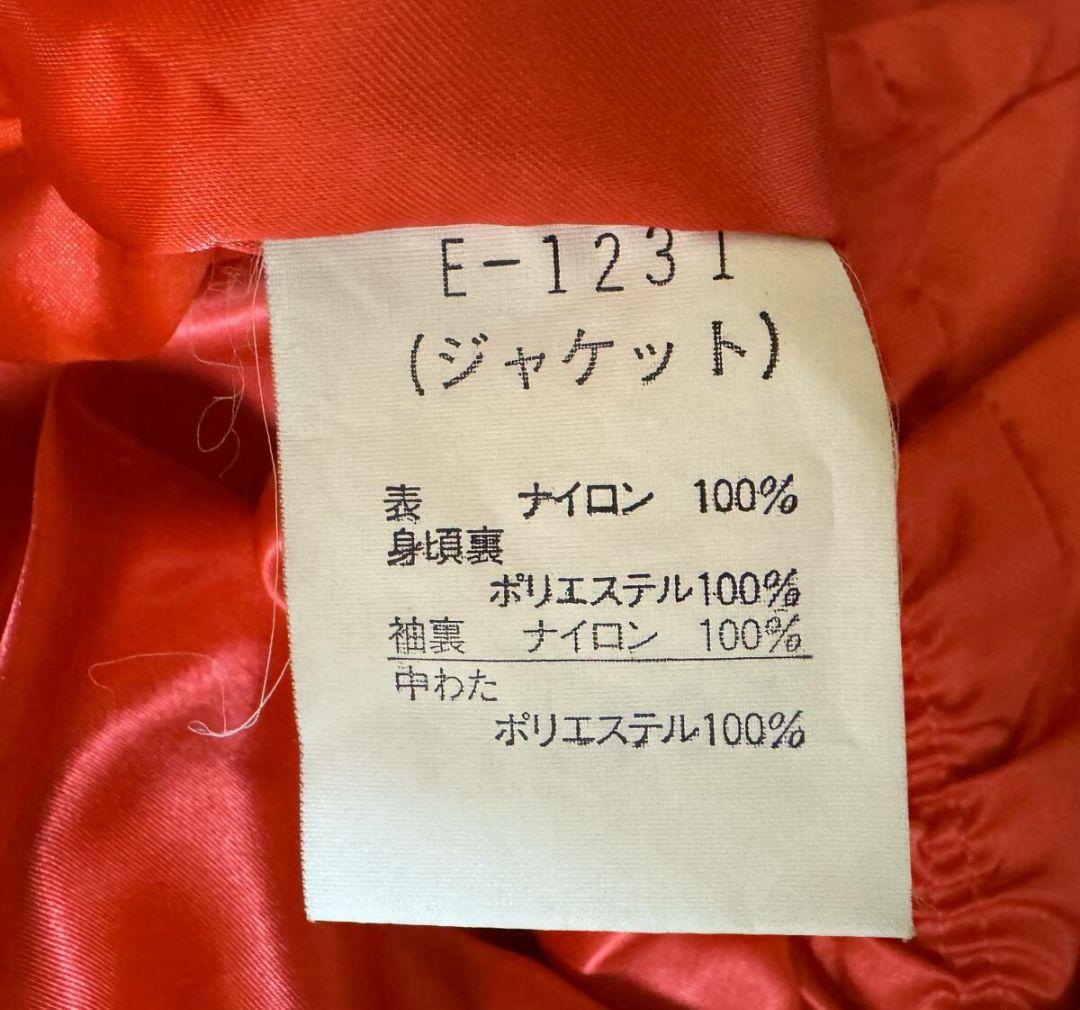 E-1231
(ジャケット)
表 ナイロン 100%
身頃裏
ポリエステル100%
袖裏 ナイロン 100%
中わた
ポリエステル100%